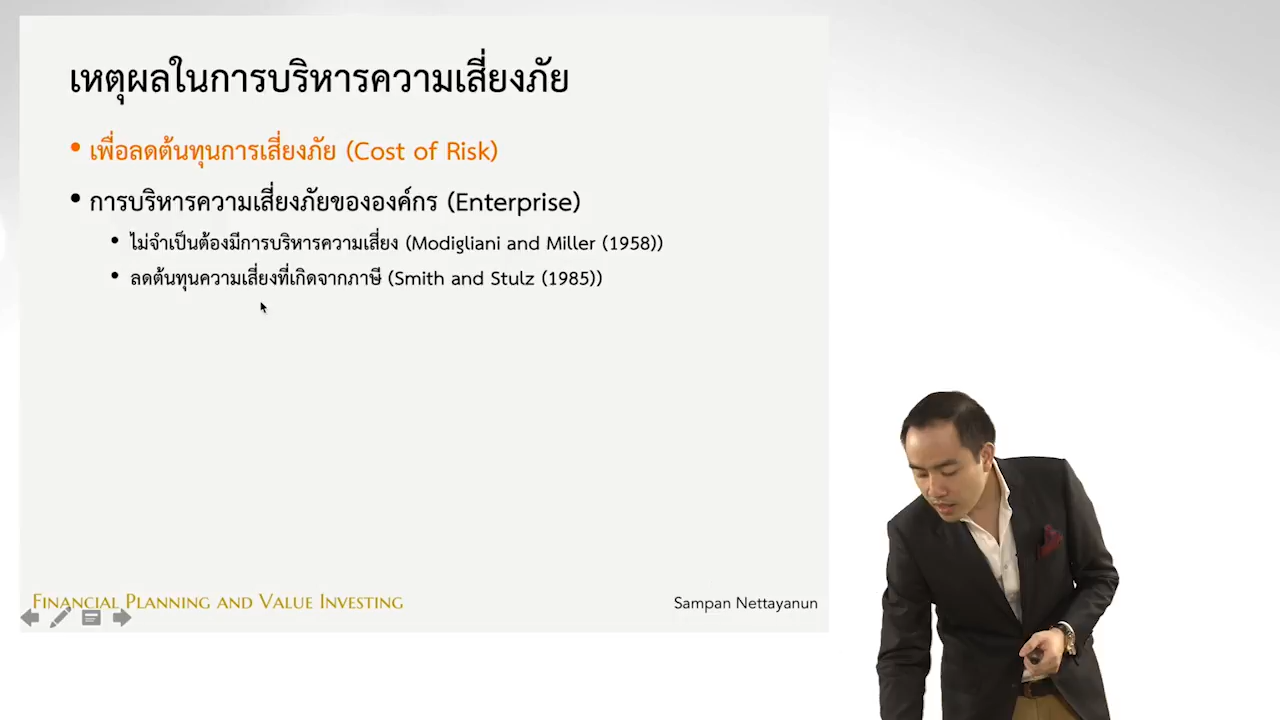 เหตุผลในการบริหารความเสี่ยงภัย
• เพื่อลดต้นทุนการเสี่ยงภัย (Cost of Risk)
• การบริหารความเสี่ยงภัยขององค์กร (Enterprise)
• ไม่จำเป็นต้องมีการบริหารความเสี่ยง (Modigliani and Miller (1958))
• ลดต้นทุนความเสี่ยงที่เกิดจากภาษี (Smith and Stulz (1985))
Financial Planning and Value Investing
Sampan Nettayanun